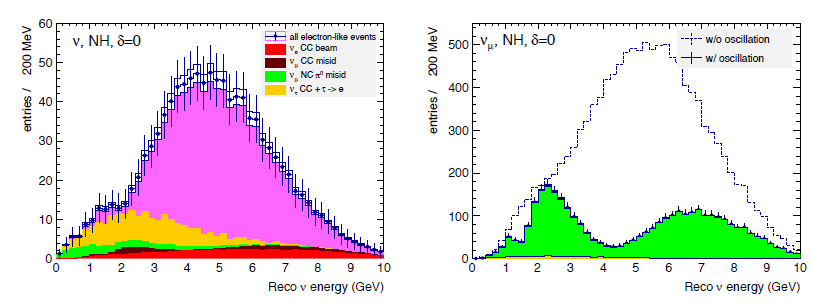 ν, NH, δ=0
all electron-like events
νe CC beam
νμ CC misid
νμ NC π⁰ misid
ντ CC + τ -> e
entries / 200 MeV
60
50
40
30
20
10
0
0 1 2 3 4 5 6 7 8 9 10
Reco ν energy (GeV)
νμ, NH, δ=0
w/o oscillation
w/ oscillation
entries / 200 MeV
500
400
300
200
100
0
0 1 2 3 4 5 6 7 8 9 10
Reco ν energy (GeV)